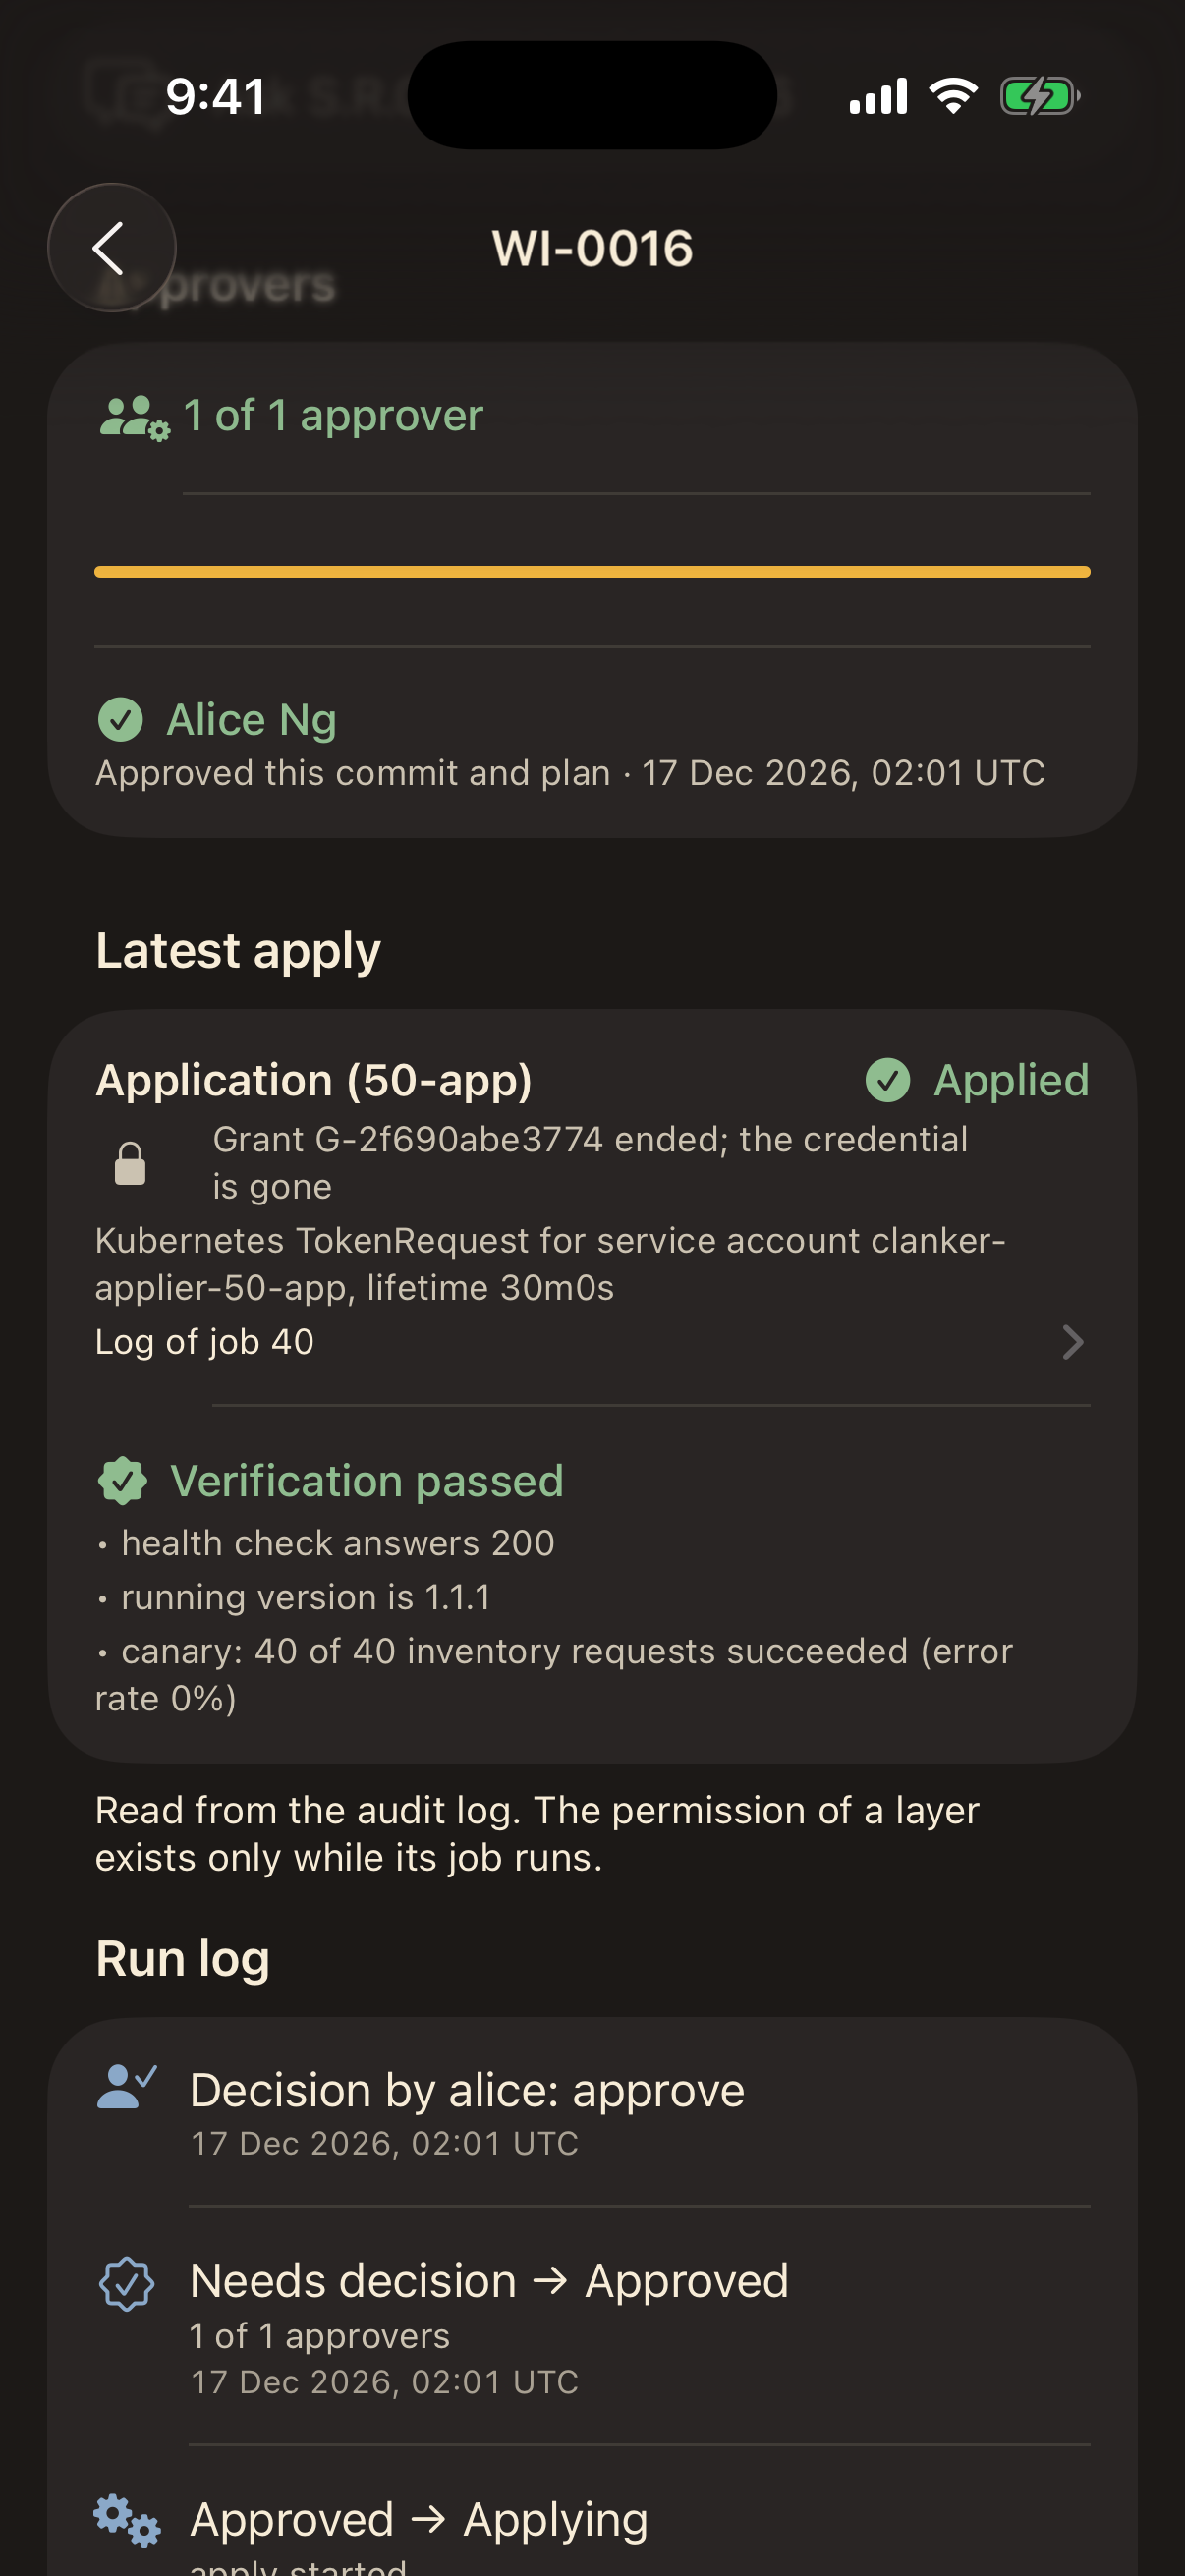 9:41
WI-0016
Approvers
1 of 1 approver
Alice Ng
Approved this commit and plan · 17 Dec 2026, 02:01 UTC
Latest apply
Application (50-app)
Applied
Grant G-2f690abe3774 ended; the credential
is gone
Kubernetes TokenRequest for service account clanker-
applier-50-app, lifetime 30m0s
Log of job 40
Verification passed
• health check answers 200
• running version is 1.1.1
• canary: 40 of 40 inventory requests succeeded (error
rate 0%)
Read from the audit log. The permission of a layer
exists only while its job runs.
Run log
Decision by alice: approve
17 Dec 2026, 02:01 UTC
Needs decision → Approved
1 of 1 approvers
17 Dec 2026, 02:01 UTC
Approved → Applying
apply started